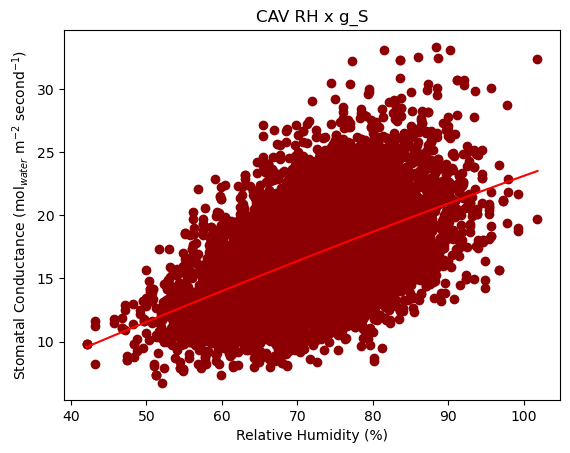 CAV RH x g_S
Stomatal Conductance (mol_water m⁻² second⁻¹)
30
25
20
15
10
40 50 60 70 80 90 100
Relative Humidity (%)